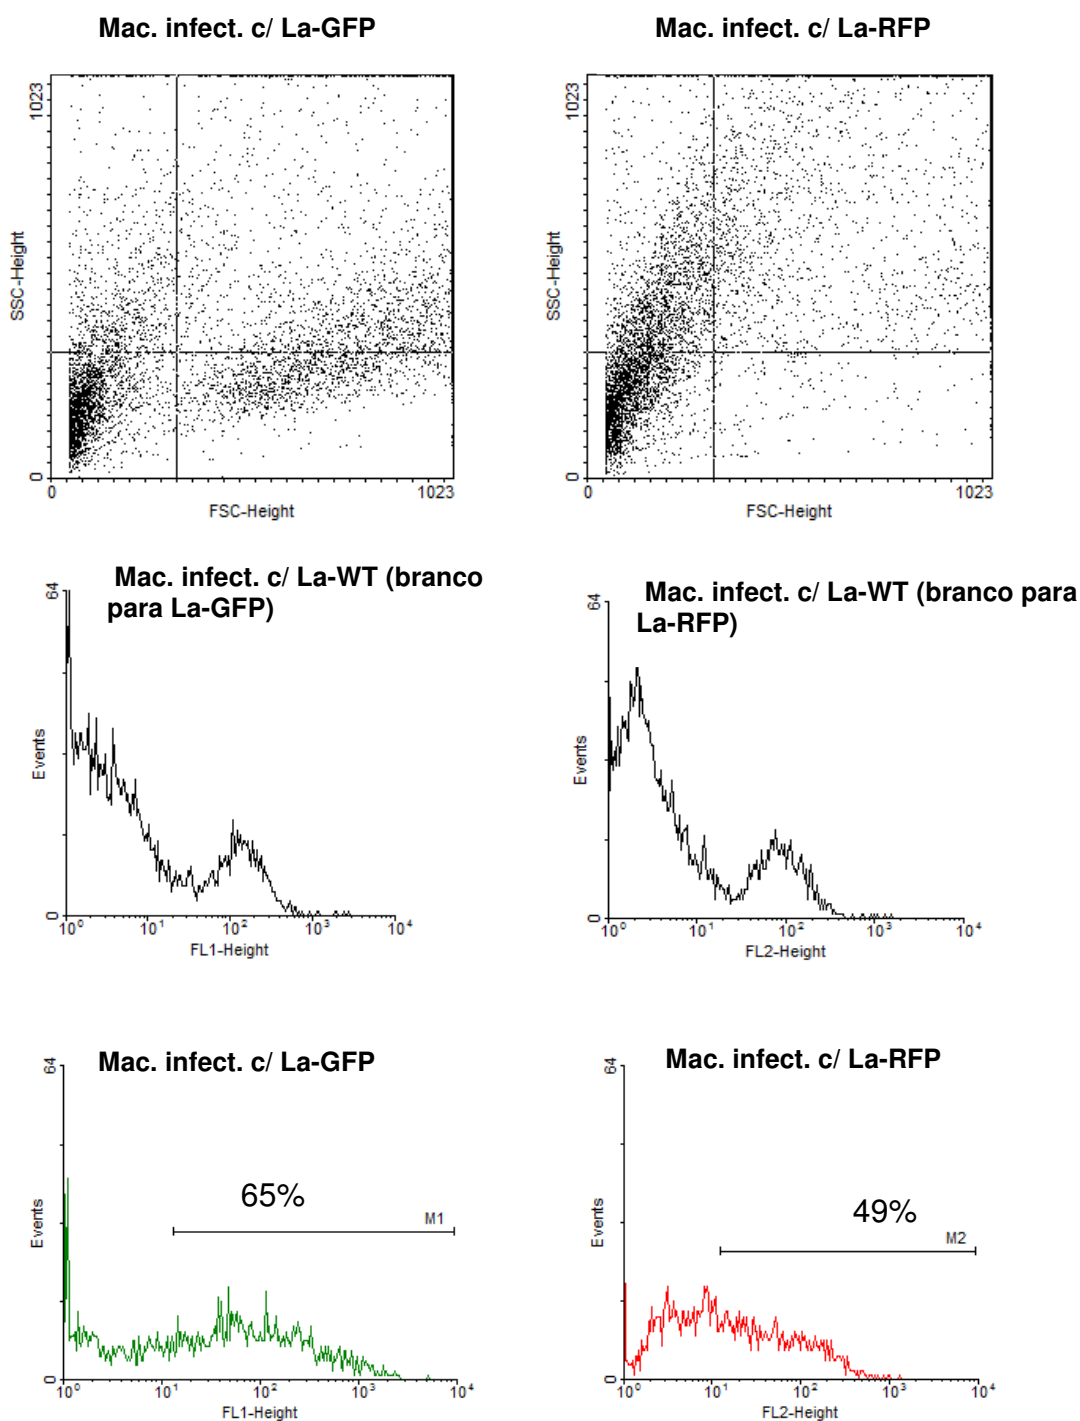 Mac. infect. c/ La-GFP
Mac. infect. c/ La-RFP
1023
SSC-Height
0
0
1023
FSC-Height
1023
SSC-Height
0
0
1023
FSC-Height
Mac. infect. c/ La-WT (branco
para La-GFP)
64
Events
0
10⁰
10¹
10²
10³
10⁴
FL1-Height
Mac. infect. c/ La-WT (branco para
La-RFP)
64
Events
0
10⁰
10¹
10²
10³
10⁴
FL2-Height
Mac. infect. c/ La-GFP
64
Events
0
65%
M1
10⁰
10¹
10²
10³
10⁴
FL1-Height
Mac. infect. c/ La-RFP
64
Events
0
49%
M2
10⁰
10¹
10²
10³
10⁴
FL2-Height